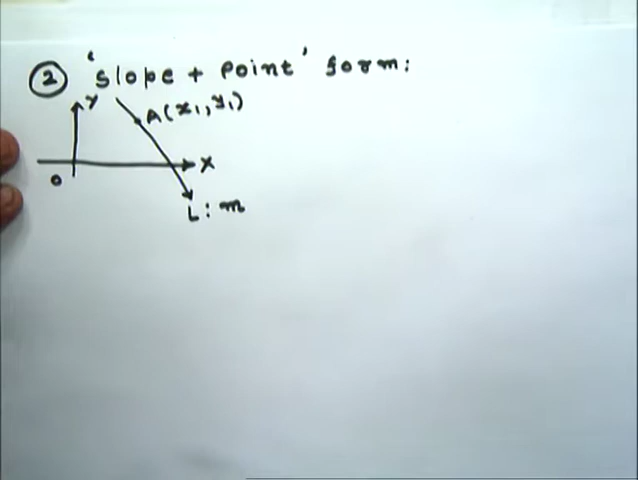 ② 'slope + point' form:
Y
A(x₁, y₁)
X
O
L : m